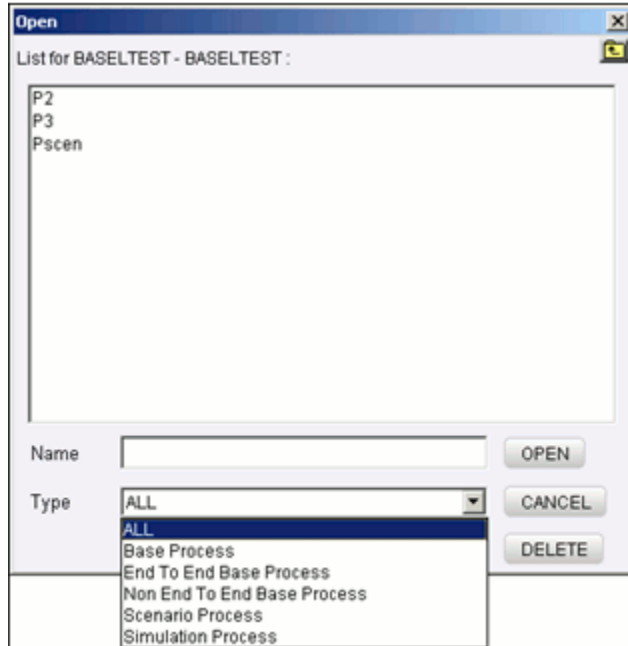 Open
List for BASELTEST - BASELTEST :
P2
P3
Pscen
Name
OPEN
Type
ALL
CANCEL
ALL
Base Process
DELETE
End To End Base Process
Non End To End Base Process
Scenario Process
Simulation Process